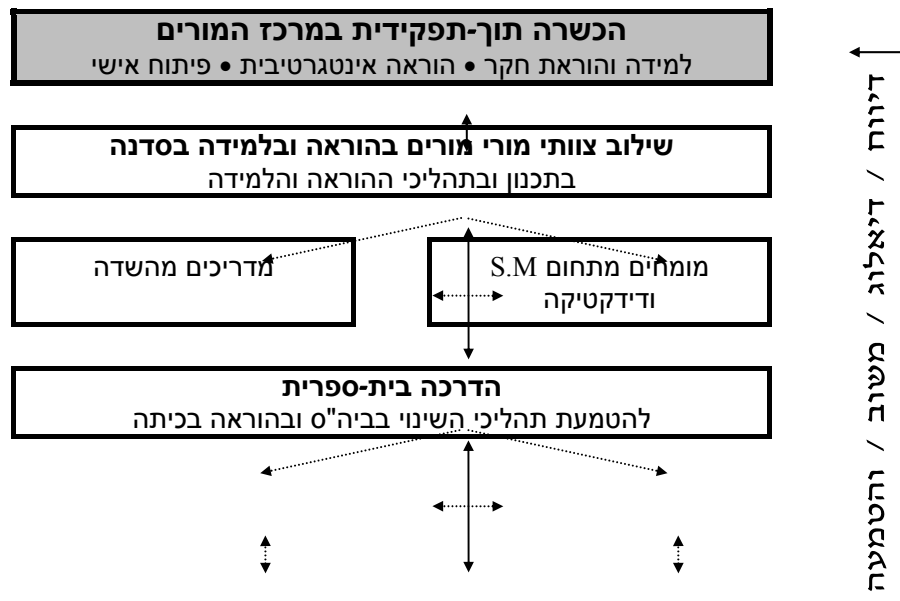 הכשרה תוך-תפקידית במרכז המורים
למידה והוראת חקר • הוראה אינטגרטיבית • פיתוח אישי
שילוב צוותי מורי מורים בהוראה ובלמידה בסדנה
בתכנון ובתהליכי ההוראה והלמידה
מומחים מתחום S.M
ודידקטיקה
מדריכים מהשדה
הדרכה בית-ספרית
להטמעת תהליכי השינוי בביה"ס ובהוראה בכיתה
דיווח / דיאלוג / משוב / והטמעה